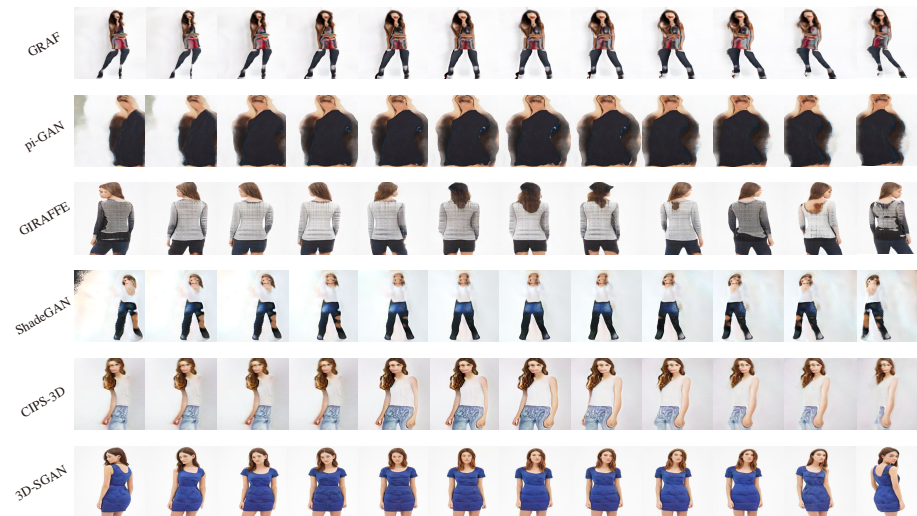 GRAF
pi-GAN
GIRAFFE
ShadeGAN
CIPS-3D
3D-SGAN